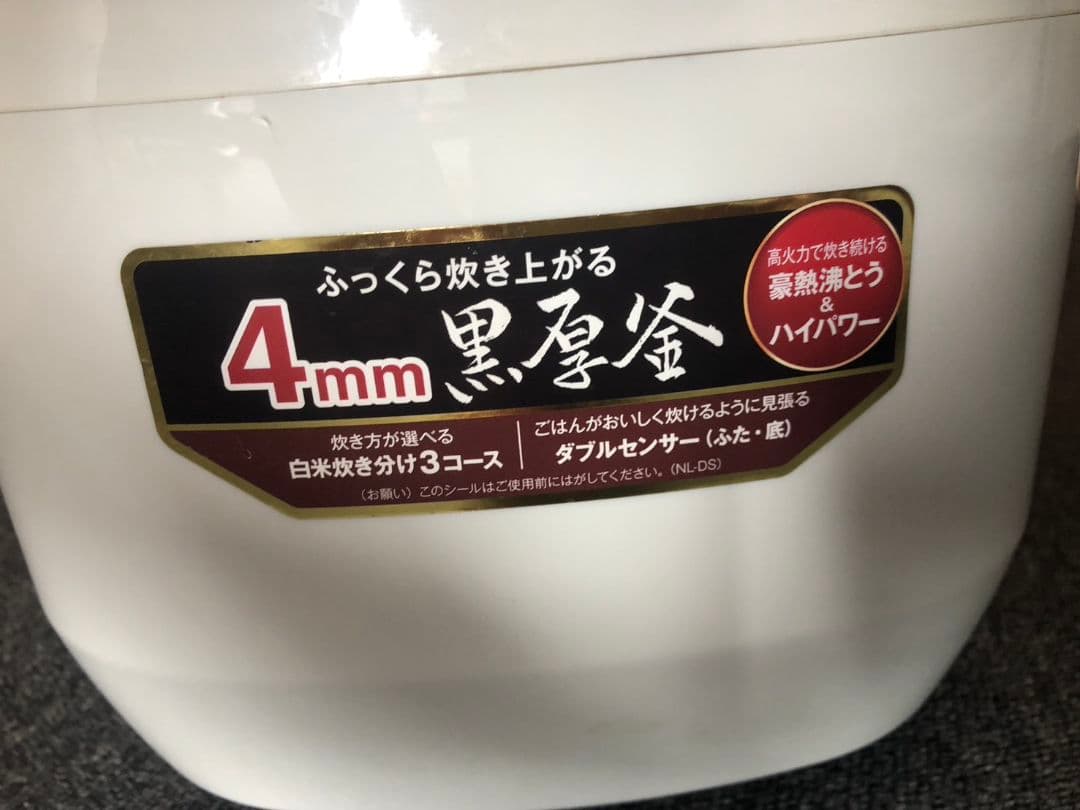 ふっくら炊き上がる
4mm 黒厚釜
高火力で炊き続ける
豪熱沸とう
&
ハイパワー
炊き方が選べる
白米炊き分け3コース
ごはんがおいしく炊けるように見張る
ダブルセンサー(ふた・底)
(お願い)このシールはご使用前にはがしてください。(NL-DS)